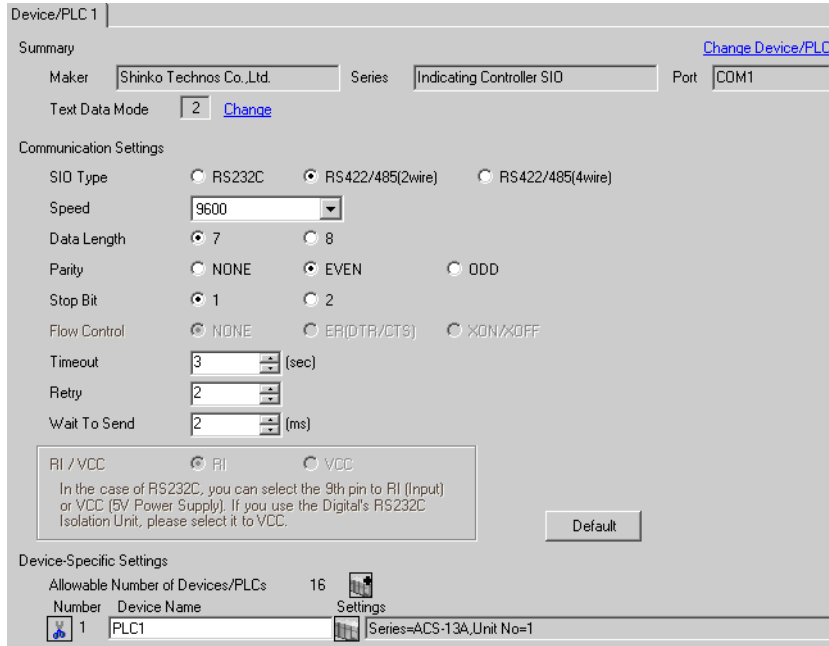 Device/PLC 1
Summary Change Device/PLC
Maker Shinko Technos Co.,Ltd. Series Indicating Controller SIO Port COM1
Text Data Mode 2 Change
Communication Settings
SIO Type RS232C RS422/485(2wire) RS422/485(4wire)
Speed 9600
Data Length 7 8
Parity NONE EVEN ODD
Stop Bit 1 2
Flow Control NONE ER(DTR/CTS) XON/XOFF
Timeout 3 (sec)
Retry 2
Wait To Send 2 (ms)
RI / VCC RI VCC
In the case of RS232C, you can select the 9th pin to RI (Input)
or VCC (5V Power Supply). If you use the Digital's RS232C
Isolation Unit, please select it to VCC.
Default
Device-Specific Settings
Allowable Number of Devices/PLCs 16
Number Device Name Settings
1 PLC1 Series=ACS-13A,Unit No=1